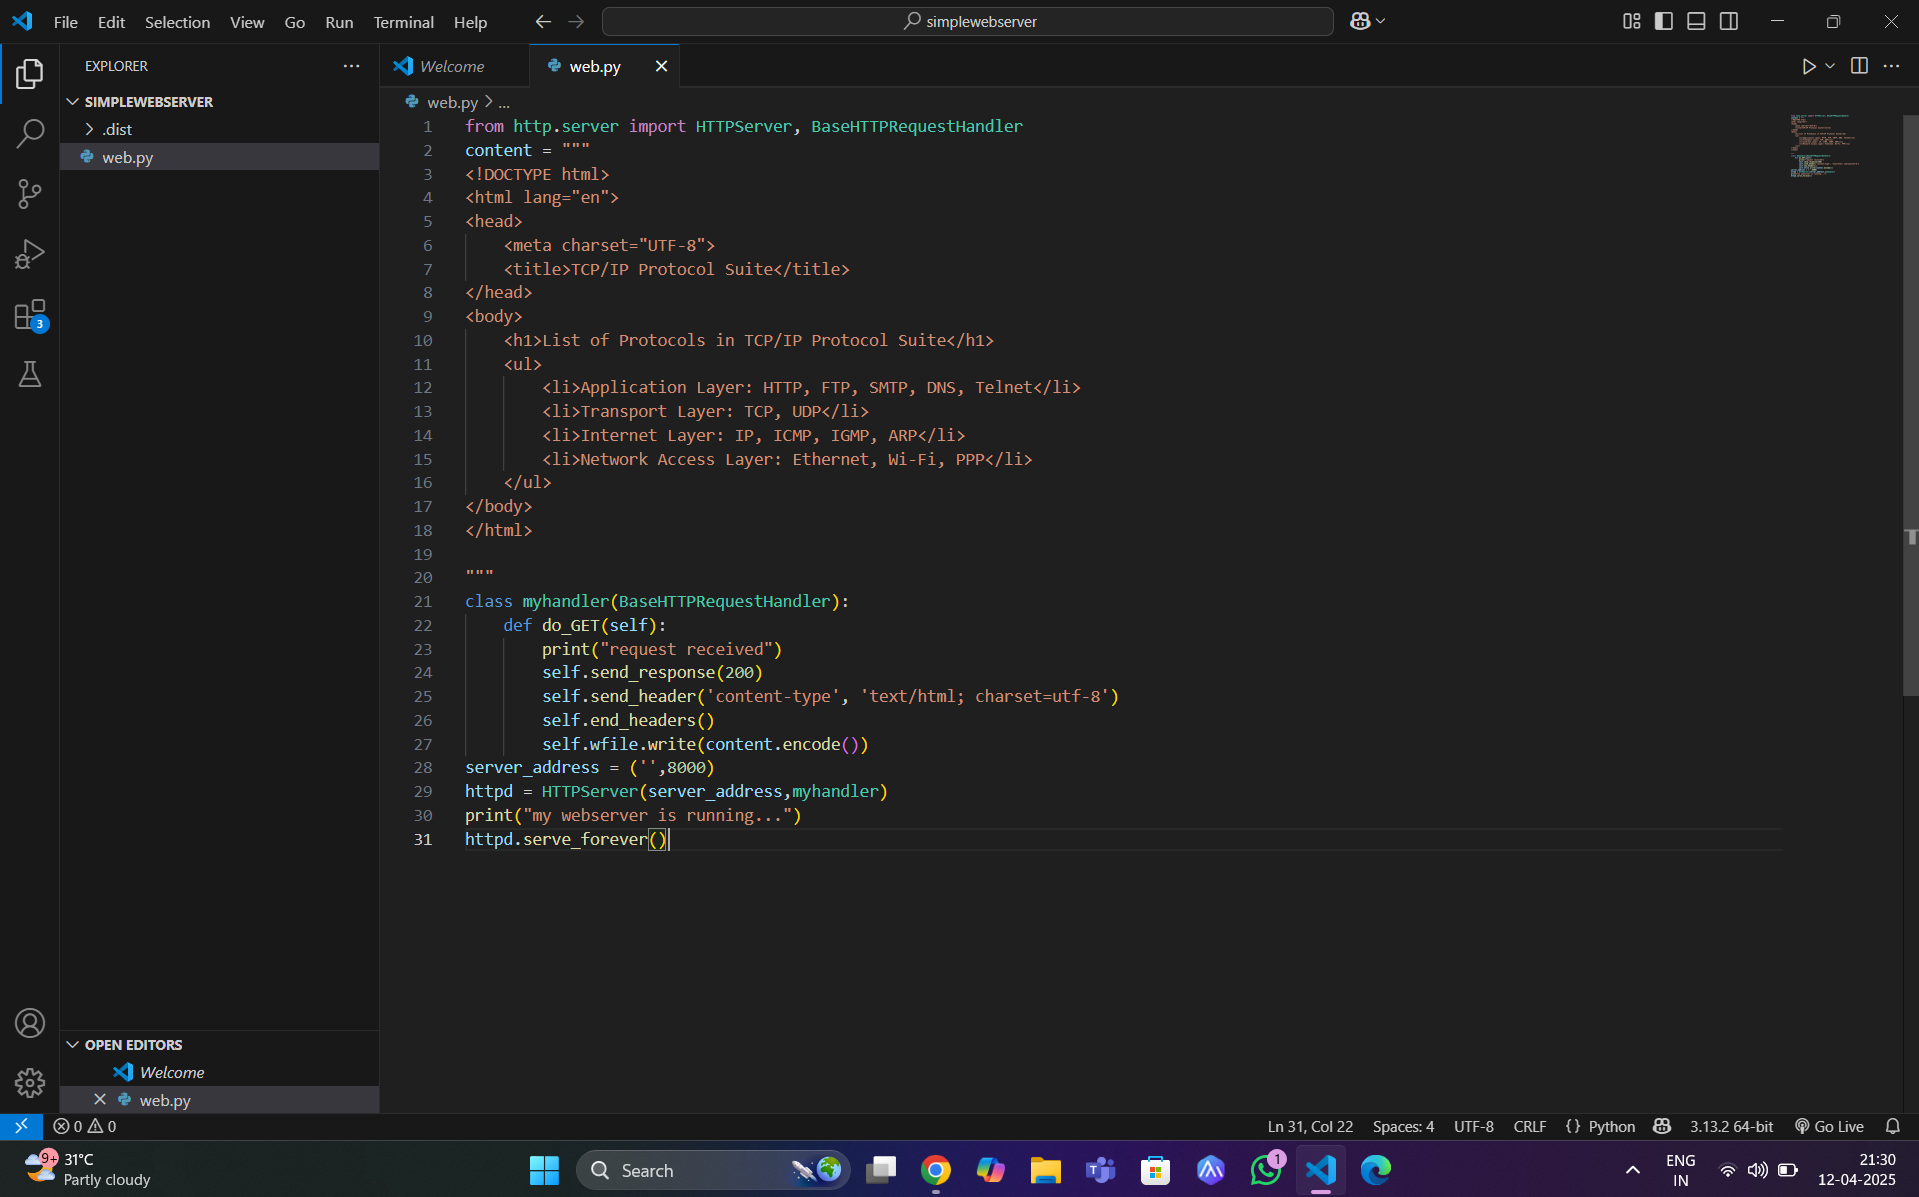 File Edit Selection View Go Run Terminal Help
simplewebserver
EXPLORER
SIMPLEWEBSERVER
.dist
web.py
3
Welcome
web.py
web.py > ...
1 from http.server import HTTPServer, BaseHTTPRequestHandler
2 content = """
3 <!DOCTYPE html>
4 <html lang="en">
5 <head>
6 <meta charset="UTF-8">
7 <title>TCP/IP Protocol Suite</title>
8 </head>
9 <body>
10 <h1>List of Protocols in TCP/IP Protocol Suite</h1>
11 <ul>
12 <li>Application Layer: HTTP, FTP, SMTP, DNS, Telnet</li>
13 <li>Transport Layer: TCP, UDP</li>
14 <li>Internet Layer: IP, ICMP, IGMP, ARP</li>
15 <li>Network Access Layer: Ethernet, Wi-Fi, PPP</li>
16 </ul>
17 </body>
18 </html>
19
20 """
21 class myhandler(BaseHTTPRequestHandler):
22 def do_GET(self):
23 print("request received")
24 self.send_response(200)
25 self.send_header('content-type', 'text/html; charset=utf-8')
26 self.end_headers()
27 self.wfile.write(content.encode())
28 server_address = ('',8000)
29 httpd = HTTPServer(server_address,myhandler)
30 print("my webserver is running...")
31 httpd.serve_forever()
OPEN EDITORS
Welcome
web.py
0 0
Ln 31, Col 22 Spaces: 4 UTF-8 CRLF {} Python 3.13.2 64-bit Go Live
9+
31°C
Partly cloudy
Search
1
ENG
IN
21:30
12-04-2025